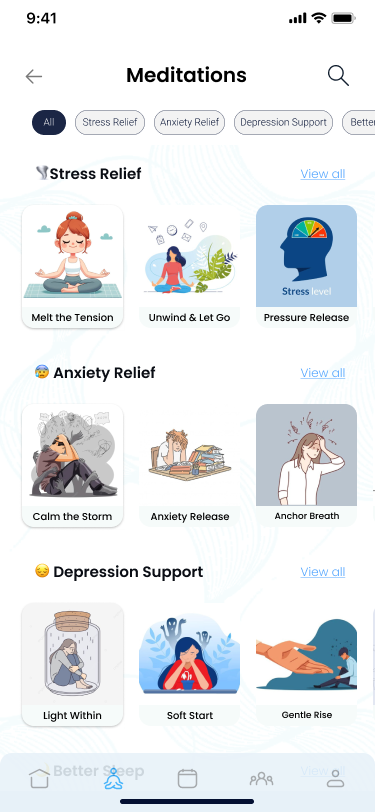 9:41
Meditations
All
Stress Relief
Anxiety Relief
Depression Support
Better
Stress Relief
View all
Stress level
Melt the Tension
Unwind & Let Go
Pressure Release
Anxiety Relief
View all
Calm the Storm
Anxiety Release
Anchor Breath
Depression Support
View all
Light Within
Soft Start
Gentle Rise
Better Sleep
View all